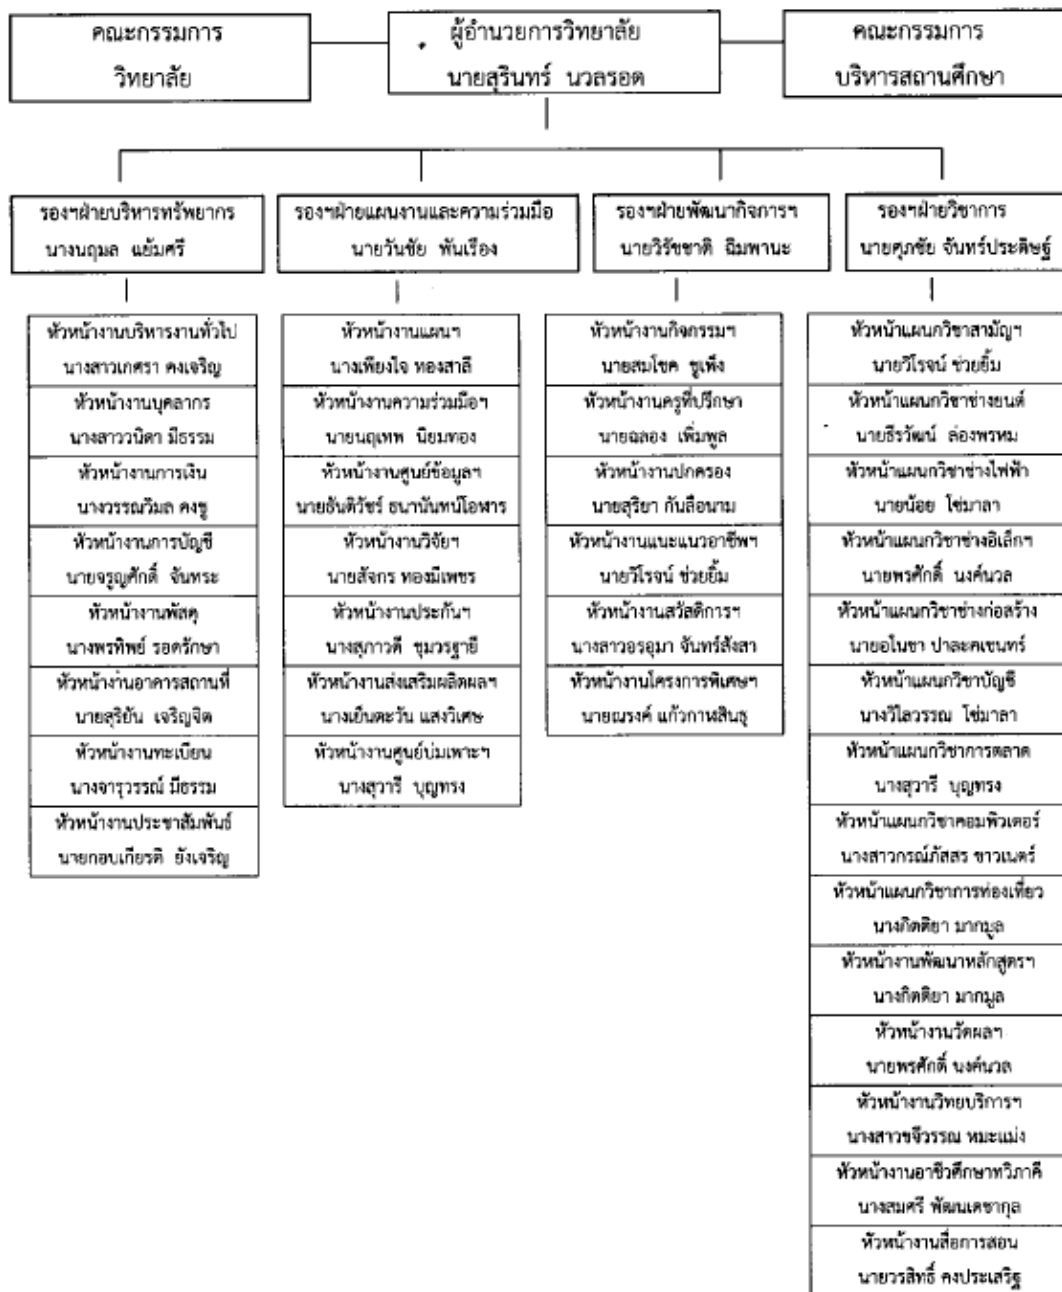 คณะกรรมการ
วิทยาลัย
ผู้อำนวยการวิทยาลัย
นายสุรินทร์ นวลรอด
คณะกรรมการ
บริหารสถานศึกษา
รองฯฝ่ายบริหารทรัพยากร
นางนฤมล แย้มศรี
รองฯฝ่ายแผนงานและความร่วมมือ
นายวันชัย พันเรือง
รองฯฝ่ายพัฒนากิจการฯ
นายวิรัชชาติ ฉิมพานะ
รองฯฝ่ายวิชาการ
นายศุภชัย จันทร์ประดิษฐ์
หัวหน้างานบริหารงานทั่วไป
นางสาวเกศรา คงเจริญ
หัวหน้างานบุคลากร
นางสาววนิดา มีธรรม
หัวหน้างานการเงิน
นางวรรณวิมล คงชู
หัวหน้างานการบัญชี
นายจรูญศักดิ์ จันทระ
หัวหน้างานพัสดุ
นางพรทิพย์ รอดรักษา
หัวหน้างานอาคารสถานที่
นายสุริยัน เจริญจิต
หัวหน้างานทะเบียน
นางจารุวรรณ์ มีธรรม
หัวหน้างานประชาสัมพันธ์
นายกอบเกียรติ ยังเจริญ
หัวหน้างานแผนฯ
นางเพียงใจ ทองสาลี
หัวหน้างานความร่วมมือฯ
นายนฤเทพ นิยมทอง
หัวหน้างานศูนย์ข้อมูลฯ
นายธันติวัชร์ ธนานันทน์โอฬาร
หัวหน้างานวิจัยฯ
นายสัจกร ทองมีเพชร
หัวหน้างานประกันฯ
นางสุภาวดี ชุมวรฐายี
หัวหน้างานส่งเสริมผลิตผลฯ
นางเย็นตะวัน แสงวิเศษ
หัวหน้างานศูนย์บ่มเพาะฯ
นางสุวารี บุญทรง
หัวหน้างานกิจกรรมฯ
นายสมโชค ชูเพ็ง
หัวหน้างานครูที่ปรึกษา
นายฉลอง เพิ่มพูล
หัวหน้างานปกครอง
นายสุริยา กันลือนาม
หัวหน้างานแนะแนวอาชีพฯ
นายวิโรจน์ ช่วยยิ้ม
หัวหน้างานสวัสดิการฯ
นางสาวอรอุมา จันทร์สังสา
หัวหน้างานโครงการพิเศษฯ
นายณรงค์ แก้วกาฬสินธุ
หัวหน้าแผนกวิชาสามัญฯ
นายวิโรจน์ ช่วยยิ้ม
หัวหน้าแผนกวิชาช่างยนต์
นายธีรวัฒน์ ล่องพรหม
หัวหน้าแผนกวิชาช่างไฟฟ้า
นายน้อย โซ่มาลา
หัวหน้าแผนกวิชาช่างอิเล็กฯ
นายพรศักดิ์ นงค์นวล
หัวหน้าแผนกวิชาช่างก่อสร้าง
นายอโนชา ปาละคเชนทร์
หัวหน้าแผนกวิชาบัญชี
นางวิไลวรรณ โซ่มาลา
หัวหน้าแผนกวิชาการตลาด
นางสุวารี บุญทรง
หัวหน้าแผนกวิชาคอมพิวเตอร์
นางสาวกรณ์ภัสสร ขาวเนตร์
หัวหน้าแผนกวิชาการท่องเที่ยว
นางกิตติยา มากมูล
หัวหน้างานพัฒนาหลักสูตรฯ
นางกิตติยา มากมูล
หัวหน้างานวัดผลฯ
นายพรศักดิ์ นงค์นวล
หัวหน้างานวิทยบริการฯ
นางสาวขจีวรรณ หมะแม่ง
หัวหน้างานอาชีวศึกษาทวิภาคี
นางสมศรี พัฒนเดชากุล
หัวหน้างานสื่อการสอน
นายวรสิทธิ์ คงประเสริฐ